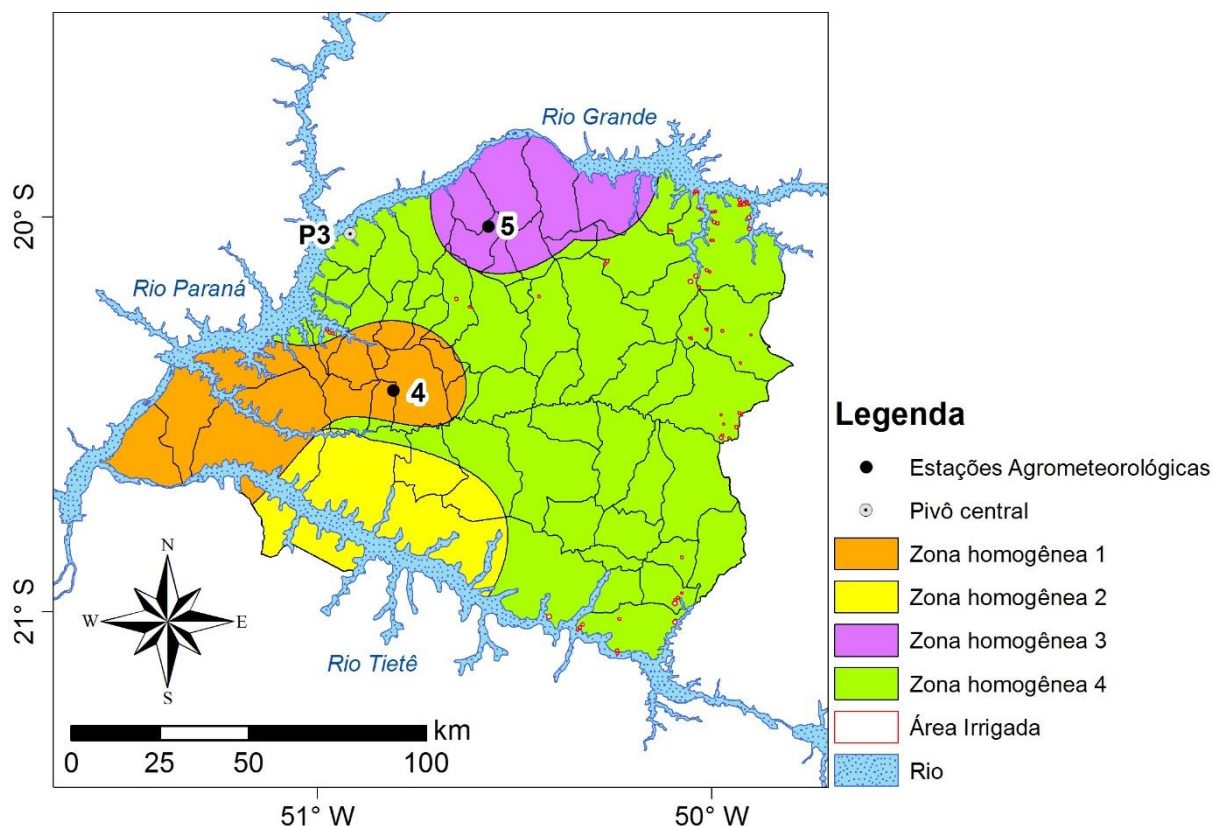 Rio Grande
20° S
5
P3
Rio Paraná
4
Legenda
Estações Agrometeorológicas
Pivô central
Zona homogênea 1
Zona homogênea 2
Zona homogênea 3
Zona homogênea 4
Área Irrigada
Rio
N
W
E
S
21° S
Rio Tietê
km
0 25 50 100
51° W 50° W